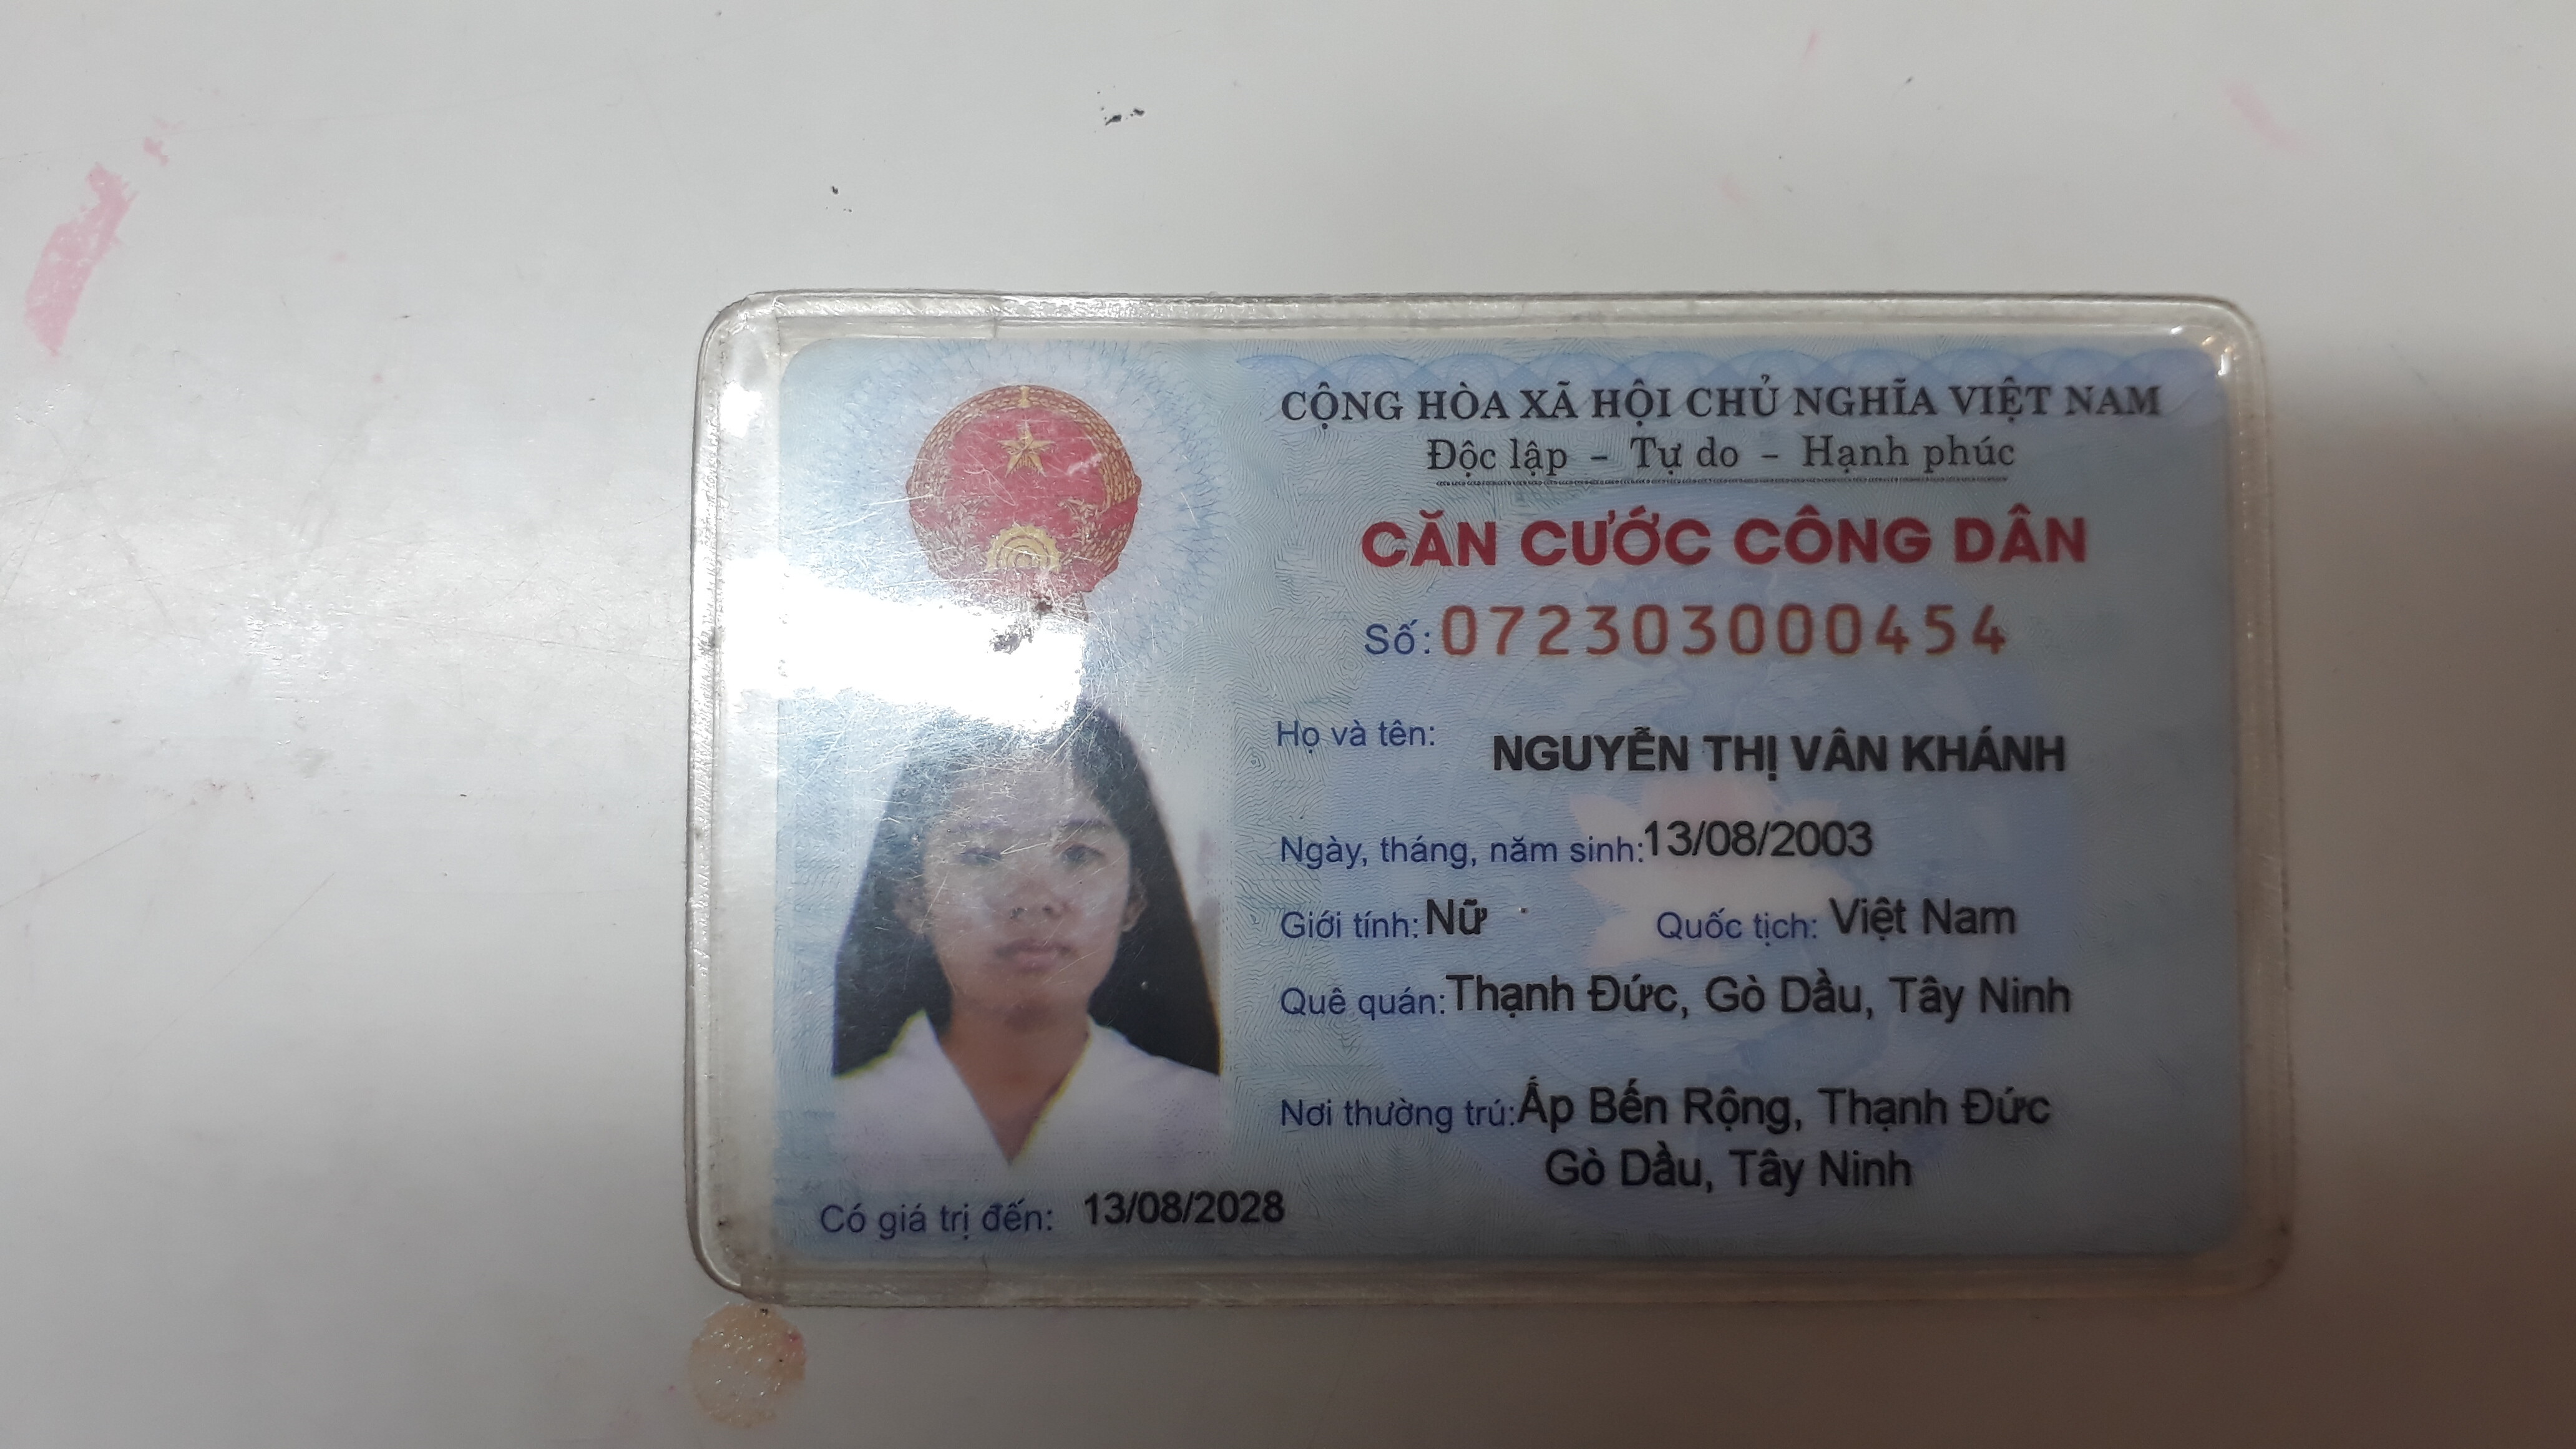 CỘNG HÒA XÃ HỘI CHỦ NGHĨA VIỆT NAM
Độc lập - Tự do - Hạnh phúc
CĂN CƯỚC CÔNG DÂN
Số: 072303000454
Họ và tên: NGUYỄN THỊ VÂN KHÁNH
Ngày, tháng, năm sinh: 13/08/2003
Giới tính: Nữ Quốc tịch: Việt Nam
Quê quán: Thạnh Đức, Gò Dầu, Tây Ninh
Nơi thường trú: Ấp Bến Rộng, Thạnh Đức
Gò Dầu, Tây Ninh
Có giá trị đến: 13/08/2028